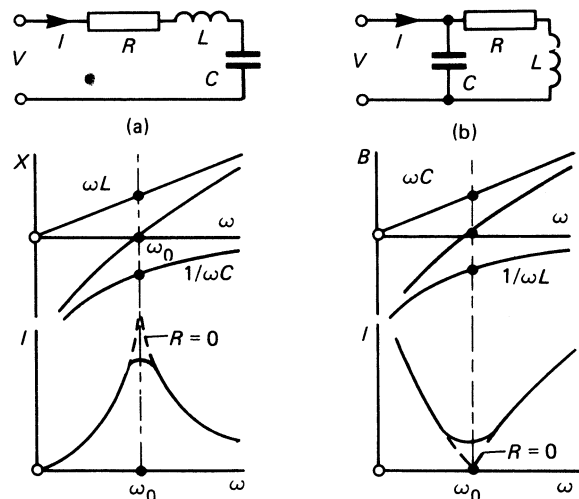 I R L I R
V C V C L
(a) (b)
X ωL B ωC
ω ω
ω₀
1/ωC 1/ωL
I R = 0 I
R = 0
ω₀ ω ω₀ ω